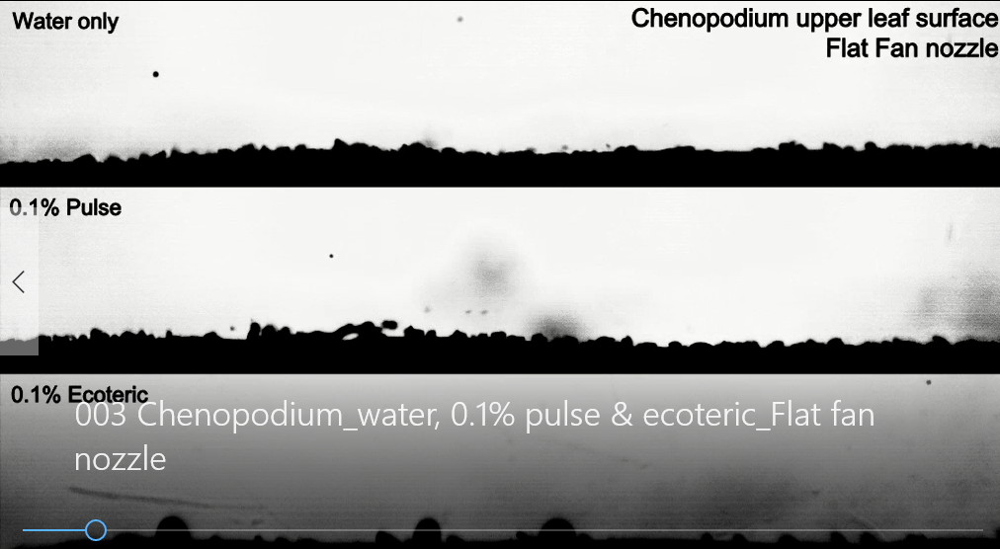 Water only
Chenopodium upper leaf surface
Flat Fan nozzle
0.1% Pulse
0.1% Ecoteric
003 Chenopodium_water, 0.1% pulse & ecoteric_Flat fan
nozzle